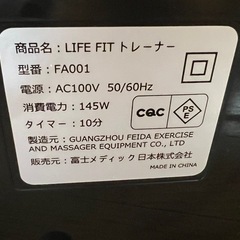 商品名：LIFE FIT トレーナー
型番：FA001
電源：AC100V 50/60Hz
消費電力：145W
タイマー：10分
CQC
PS
E
製造元：GUANGZHOU FEIDA EXERCISE
AND MASSAGER EQUIPMENT CO., LTD
販売元：富士メディック日本株式会社
MADE IN CHINA